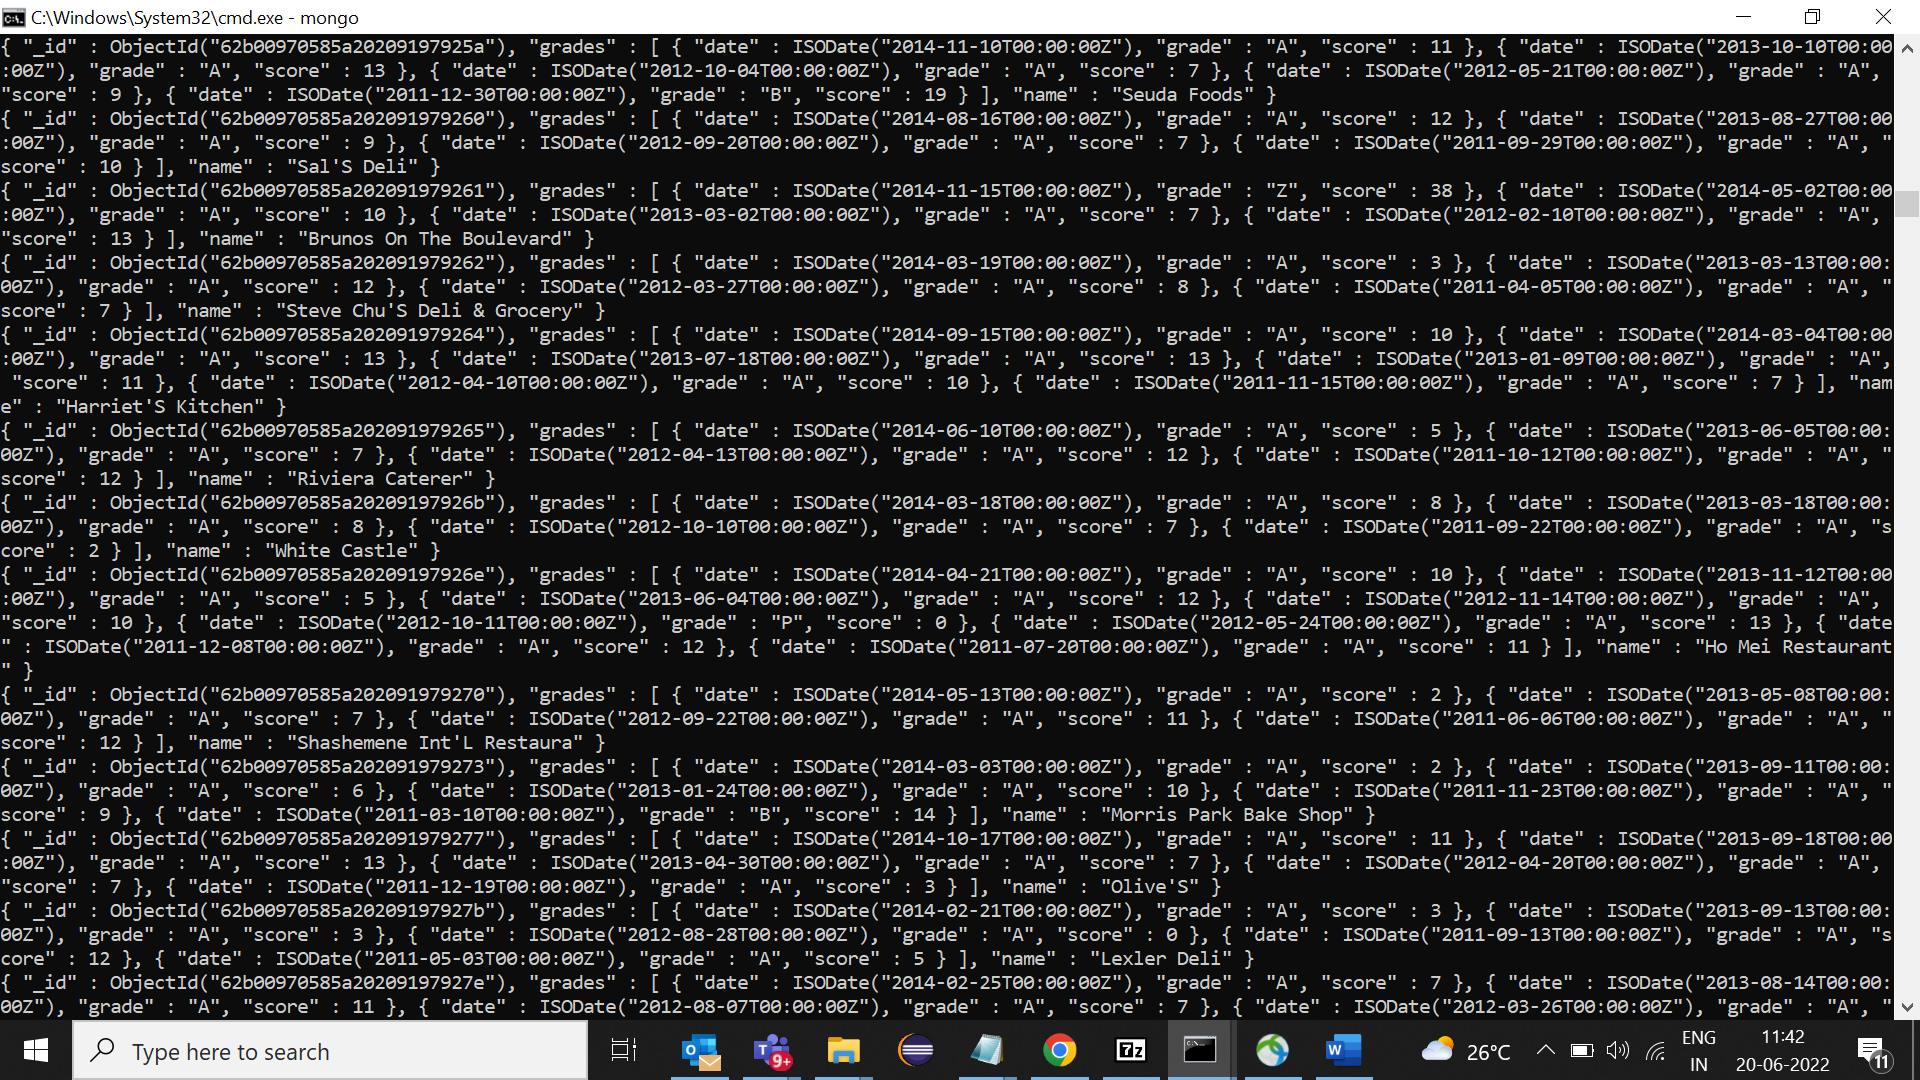 C:\Windows\System32\cmd.exe - mongo
{ "_id" : ObjectId("62b00970585a20209197925a"), "grades" : [ { "date" : ISODate("2014-11-10T00:00:00Z"), "grade" : "A", "score" : 11 }, { "date" : ISODate("2013-10-10T00:00
:00Z"), "grade" : "A", "score" : 13 }, { "date" : ISODate("2012-10-04T00:00:00Z"), "grade" : "A", "score" : 7 }, { "date" : ISODate("2012-05-21T00:00:00Z"), "grade" : "A",
"score" : 9 }, { "date" : ISODate("2011-12-30T00:00:00Z"), "grade" : "B", "score" : 19 } ], "name" : "Seuda Foods" }
{ "_id" : ObjectId("62b00970585a202091979260"), "grades" : [ { "date" : ISODate("2014-08-16T00:00:00Z"), "grade" : "A", "score" : 12 }, { "date" : ISODate("2013-08-27T00:00
:00Z"), "grade" : "A", "score" : 9 }, { "date" : ISODate("2012-09-20T00:00:00Z"), "grade" : "A", "score" : 7 }, { "date" : ISODate("2011-09-29T00:00:00Z"), "grade" : "A", "
score" : 10 } ], "name" : "Sal'S Deli" }
{ "_id" : ObjectId("62b00970585a202091979261"), "grades" : [ { "date" : ISODate("2014-11-15T00:00:00Z"), "grade" : "Z", "score" : 38 }, { "date" : ISODate("2014-05-02T00:00
:00Z"), "grade" : "A", "score" : 10 }, { "date" : ISODate("2013-03-02T00:00:00Z"), "grade" : "A", "score" : 7 }, { "date" : ISODate("2012-02-10T00:00:00Z"), "grade" : "A",
"score" : 13 } ], "name" : "Brunos On The Boulevard" }
{ "_id" : ObjectId("62b00970585a202091979262"), "grades" : [ { "date" : ISODate("2014-03-19T00:00:00Z"), "grade" : "A", "score" : 3 }, { "date" : ISODate("2013-03-13T00:00:
00Z"), "grade" : "A", "score" : 12 }, { "date" : ISODate("2012-03-27T00:00:00Z"), "grade" : "A", "score" : 8 }, { "date" : ISODate("2011-04-05T00:00:00Z"), "grade" : "A", "
score" : 7 } ], "name" : "Steve Chu'S Deli & Grocery" }
{ "_id" : ObjectId("62b00970585a202091979264"), "grades" : [ { "date" : ISODate("2014-09-15T00:00:00Z"), "grade" : "A", "score" : 10 }, { "date" : ISODate("2014-03-04T00:00
:00Z"), "grade" : "A", "score" : 13 }, { "date" : ISODate("2013-07-18T00:00:00Z"), "grade" : "A", "score" : 13 }, { "date" : ISODate("2013-01-09T00:00:00Z"), "grade" : "A",
 "score" : 11 }, { "date" : ISODate("2012-04-10T00:00:00Z"), "grade" : "A", "score" : 10 }, { "date" : ISODate("2011-11-15T00:00:00Z"), "grade" : "A", "score" : 7 } ], "nam
e" : "Harriet'S Kitchen" }
{ "_id" : ObjectId("62b00970585a202091979265"), "grades" : [ { "date" : ISODate("2014-06-10T00:00:00Z"), "grade" : "A", "score" : 5 }, { "date" : ISODate("2013-06-05T00:00:
00Z"), "grade" : "A", "score" : 7 }, { "date" : ISODate("2012-04-13T00:00:00Z"), "grade" : "A", "score" : 12 }, { "date" : ISODate("2011-10-12T00:00:00Z"), "grade" : "A", "
score" : 12 } ], "name" : "Riviera Caterer" }
{ "_id" : ObjectId("62b00970585a20209197926b"), "grades" : [ { "date" : ISODate("2014-03-18T00:00:00Z"), "grade" : "A", "score" : 8 }, { "date" : ISODate("2013-03-18T00:00:
00Z"), "grade" : "A", "score" : 8 }, { "date" : ISODate("2012-10-10T00:00:00Z"), "grade" : "A", "score" : 7 }, { "date" : ISODate("2011-09-22T00:00:00Z"), "grade" : "A", "s
core" : 2 } ], "name" : "White Castle" }
{ "_id" : ObjectId("62b00970585a20209197926e"), "grades" : [ { "date" : ISODate("2014-04-21T00:00:00Z"), "grade" : "A", "score" : 10 }, { "date" : ISODate("2013-11-12T00:00
:00Z"), "grade" : "A", "score" : 5 }, { "date" : ISODate("2013-06-04T00:00:00Z"), "grade" : "A", "score" : 12 }, { "date" : ISODate("2012-11-14T00:00:00Z"), "grade" : "A",
"score" : 10 }, { "date" : ISODate("2012-10-11T00:00:00Z"), "grade" : "P", "score" : 0 }, { "date" : ISODate("2012-05-24T00:00:00Z"), "grade" : "A", "score" : 13 }, { "date
" : ISODate("2011-12-08T00:00:00Z"), "grade" : "A", "score" : 12 }, { "date" : ISODate("2011-07-20T00:00:00Z"), "grade" : "A", "score" : 11 } ], "name" : "Ho Mei Restaurant
" }
{ "_id" : ObjectId("62b00970585a202091979270"), "grades" : [ { "date" : ISODate("2014-05-13T00:00:00Z"), "grade" : "A", "score" : 2 }, { "date" : ISODate("2013-05-08T00:00:
00Z"), "grade" : "A", "score" : 7 }, { "date" : ISODate("2012-09-22T00:00:00Z"), "grade" : "A", "score" : 11 }, { "date" : ISODate("2011-06-06T00:00:00Z"), "grade" : "A", "
score" : 12 } ], "name" : "Shashemene Int'L Restaura" }
{ "_id" : ObjectId("62b00970585a202091979273"), "grades" : [ { "date" : ISODate("2014-03-03T00:00:00Z"), "grade" : "A", "score" : 2 }, { "date" : ISODate("2013-09-11T00:00:
00Z"), "grade" : "A", "score" : 6 }, { "date" : ISODate("2013-01-24T00:00:00Z"), "grade" : "A", "score" : 10 }, { "date" : ISODate("2011-11-23T00:00:00Z"), "grade" : "A", "
score" : 9 }, { "date" : ISODate("2011-03-10T00:00:00Z"), "grade" : "B", "score" : 14 } ], "name" : "Morris Park Bake Shop" }
{ "_id" : ObjectId("62b00970585a202091979277"), "grades" : [ { "date" : ISODate("2014-10-17T00:00:00Z"), "grade" : "A", "score" : 11 }, { "date" : ISODate("2013-09-18T00:00
:00Z"), "grade" : "A", "score" : 13 }, { "date" : ISODate("2013-04-30T00:00:00Z"), "grade" : "A", "score" : 7 }, { "date" : ISODate("2012-04-20T00:00:00Z"), "grade" : "A",
"score" : 7 }, { "date" : ISODate("2011-12-19T00:00:00Z"), "grade" : "A", "score" : 3 } ], "name" : "Olive'S" }
{ "_id" : ObjectId("62b00970585a20209197927b"), "grades" : [ { "date" : ISODate("2014-02-21T00:00:00Z"), "grade" : "A", "score" : 3 }, { "date" : ISODate("2013-09-13T00:00:
00Z"), "grade" : "A", "score" : 3 }, { "date" : ISODate("2012-08-28T00:00:00Z"), "grade" : "A", "score" : 0 }, { "date" : ISODate("2011-09-13T00:00:00Z"), "grade" : "A", "s
core" : 12 }, { "date" : ISODate("2011-05-03T00:00:00Z"), "grade" : "A", "score" : 5 } ], "name" : "Lexler Deli" }
{ "_id" : ObjectId("62b00970585a20209197927e"), "grades" : [ { "date" : ISODate("2014-02-25T00:00:00Z"), "grade" : "A", "score" : 7 }, { "date" : ISODate("2013-08-14T00:00:
00Z"), "grade" : "A", "score" : 11 }, { "date" : ISODate("2012-08-07T00:00:00Z"), "grade" : "A", "score" : 7 }, { "date" : ISODate("2012-03-26T00:00:00Z"), "grade" : "A", "
Type here to search
9+
7z
W
26°C
ENG
IN
11:42
20-06-2022
11